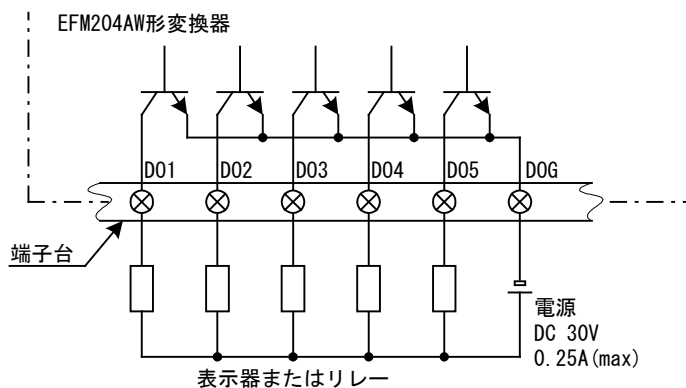 EFM204AW形変換器
DO1
DO2
DO3
DO4
DO5
DOG
端子台
電源
DC 30V
0.25A(max)
表示器またはリレー